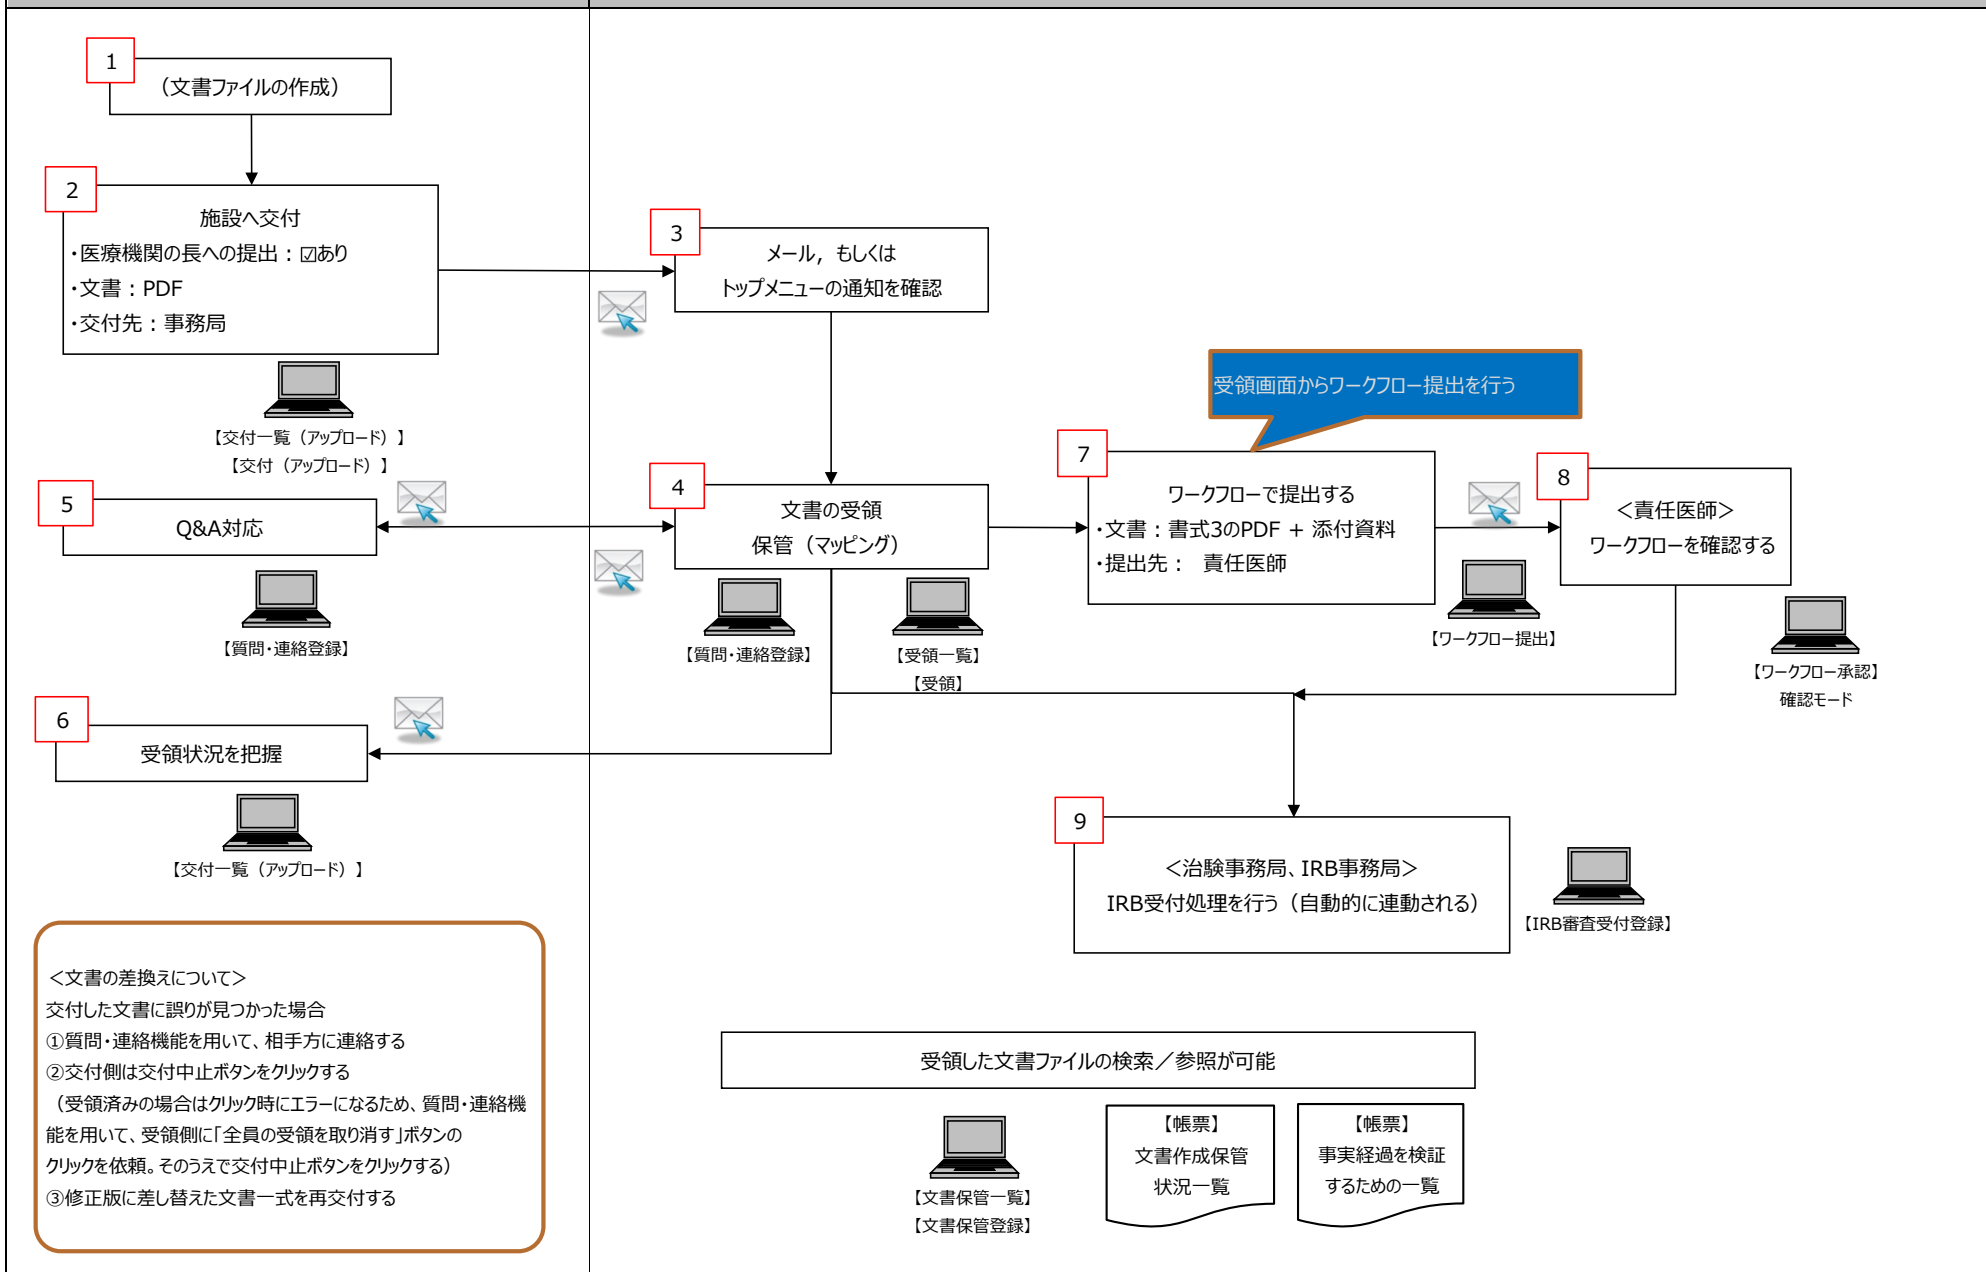 1
（文書ファイルの作成）
2
施設へ交付
・医療機関の長への提出：☑あり
・文書：PDF
・交付先：事務局
【交付一覧（アップロード）】
【交付（アップロード）】
3
メール，もしくは
トップメニューの通知を確認
受領画面からワークフロー提出を行う
5
Q&A対応
【質問・連絡登録】
4
文書の受領
保管（マッピング）
【質問・連絡登録】
【受領一覧】
【受領】
7
ワークフローで提出する
・文書：書式3のPDF + 添付資料
・提出先： 責任医師
【ワークフロー提出】
8
＜責任医師＞
ワークフローを確認する
【ワークフロー承認】
確認モード
6
受領状況を把握
【交付一覧（アップロード）】
9
＜治験事務局、IRB事務局＞
IRB受付処理を行う（自動的に連動される）
【IRB審査受付登録】
＜文書の差換えについて＞
交付した文書に誤りが見つかった場合
①質問・連絡機能を用いて、相手方に連絡する
②交付側は交付中止ボタンをクリックする
（受領済みの場合はクリック時にエラーになるため、質問・連絡機
能を用いて、受領側に「全員の受領を取り消す」ボタンの
クリックを依頼。そのうえで交付中止ボタンをクリックする）
③修正版に差し替えた文書一式を再交付する
受領した文書ファイルの検索／参照が可能
【文書保管一覧】
【文書保管登録】
【帳票】
文書作成保管
状況一覧
【帳票】
事実経過を検証
するための一覧